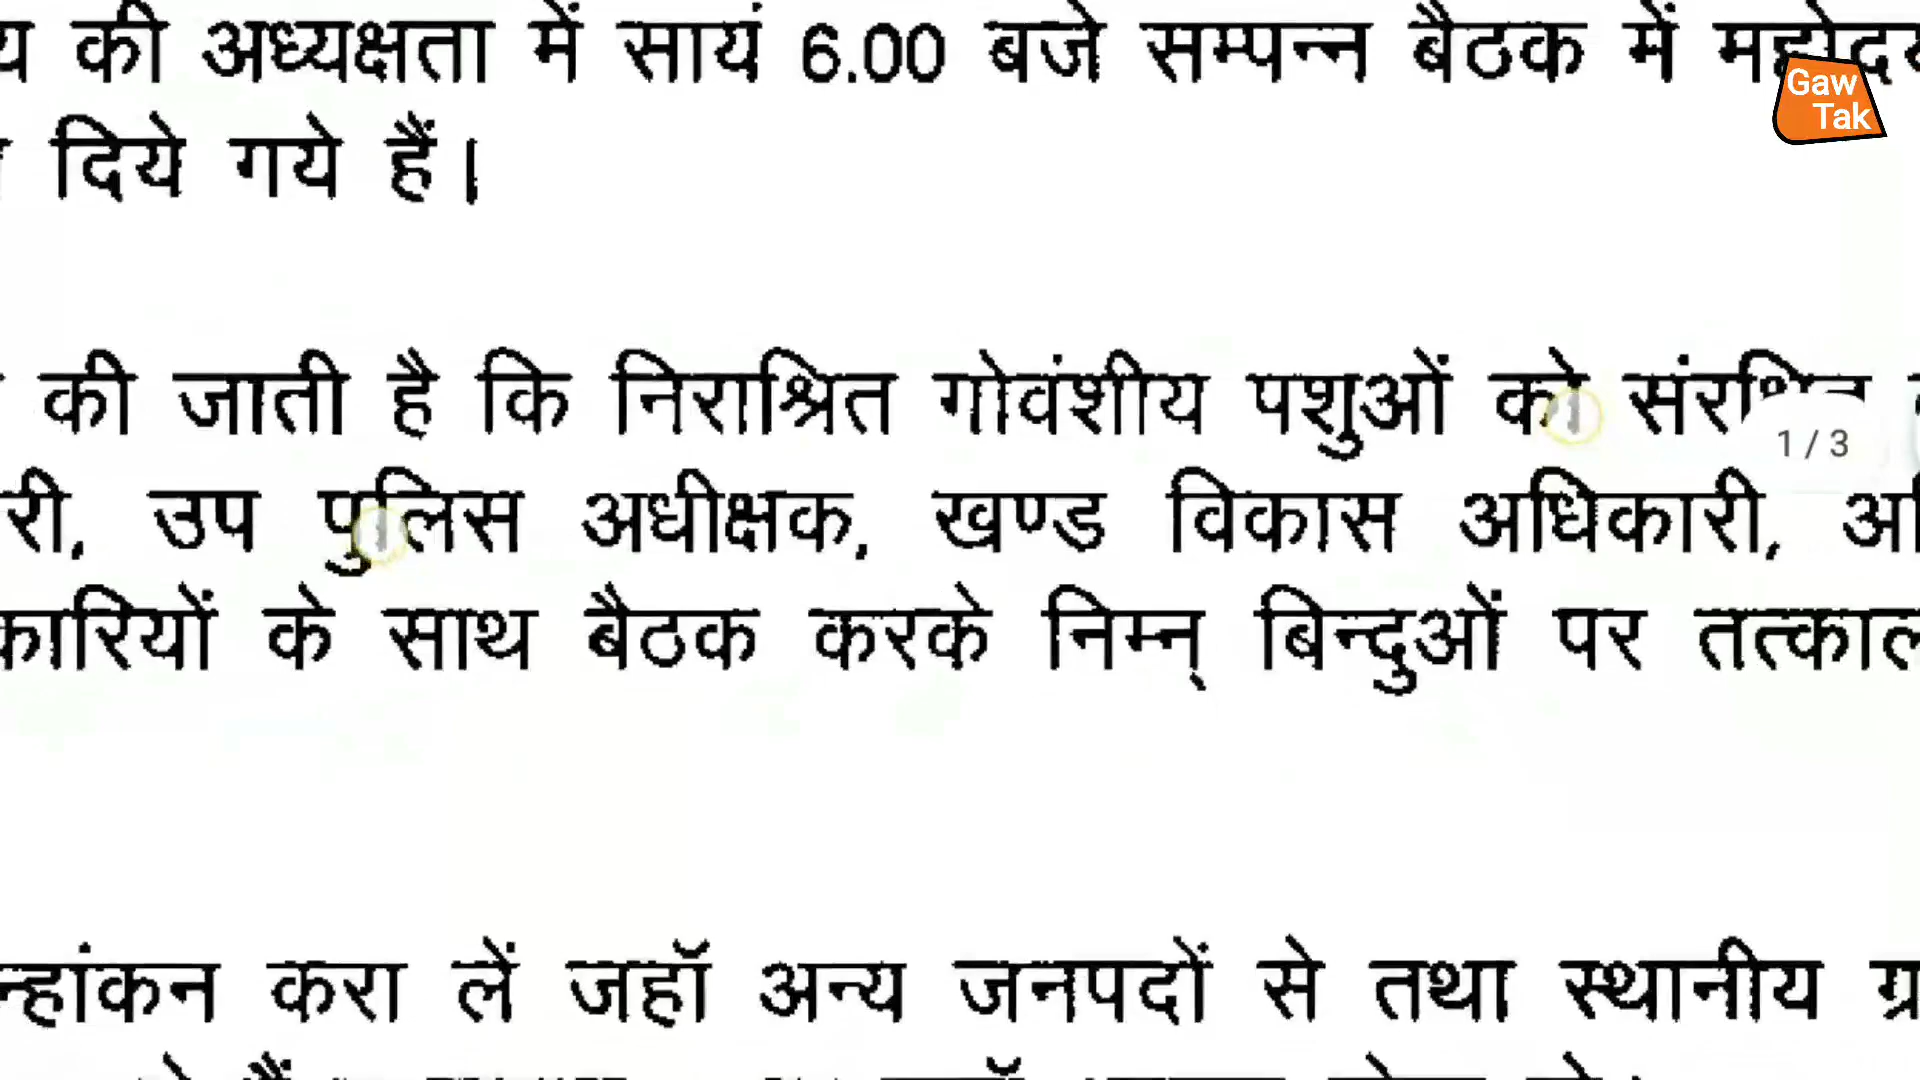 य की अध्यक्षता में सायं 6.00 बजे सम्पन्न बैठक में
Gaw
Tak
दिये गये हैं।
की जाती है कि निराश्रित गोवंशीय पशुओं को
1 / 3
री, उप पुलिस अधीक्षक, खण्ड विकास अधिकारी,
कारियों के साथ बैठक करके निम्न् बिन्दुओं पर
न्हांकन करा लें जहॉ अन्य जनपदों से तथा स्थानीय